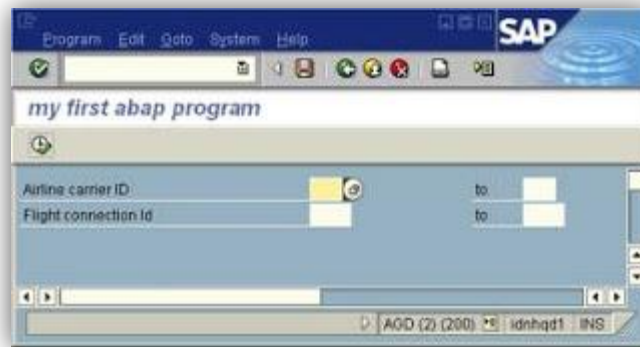 Program Edit Goto System Help
SAP
my first abap program
Airline carrier ID to
Flight connection Id to
AGD (2) (200) idnhqd1 INS